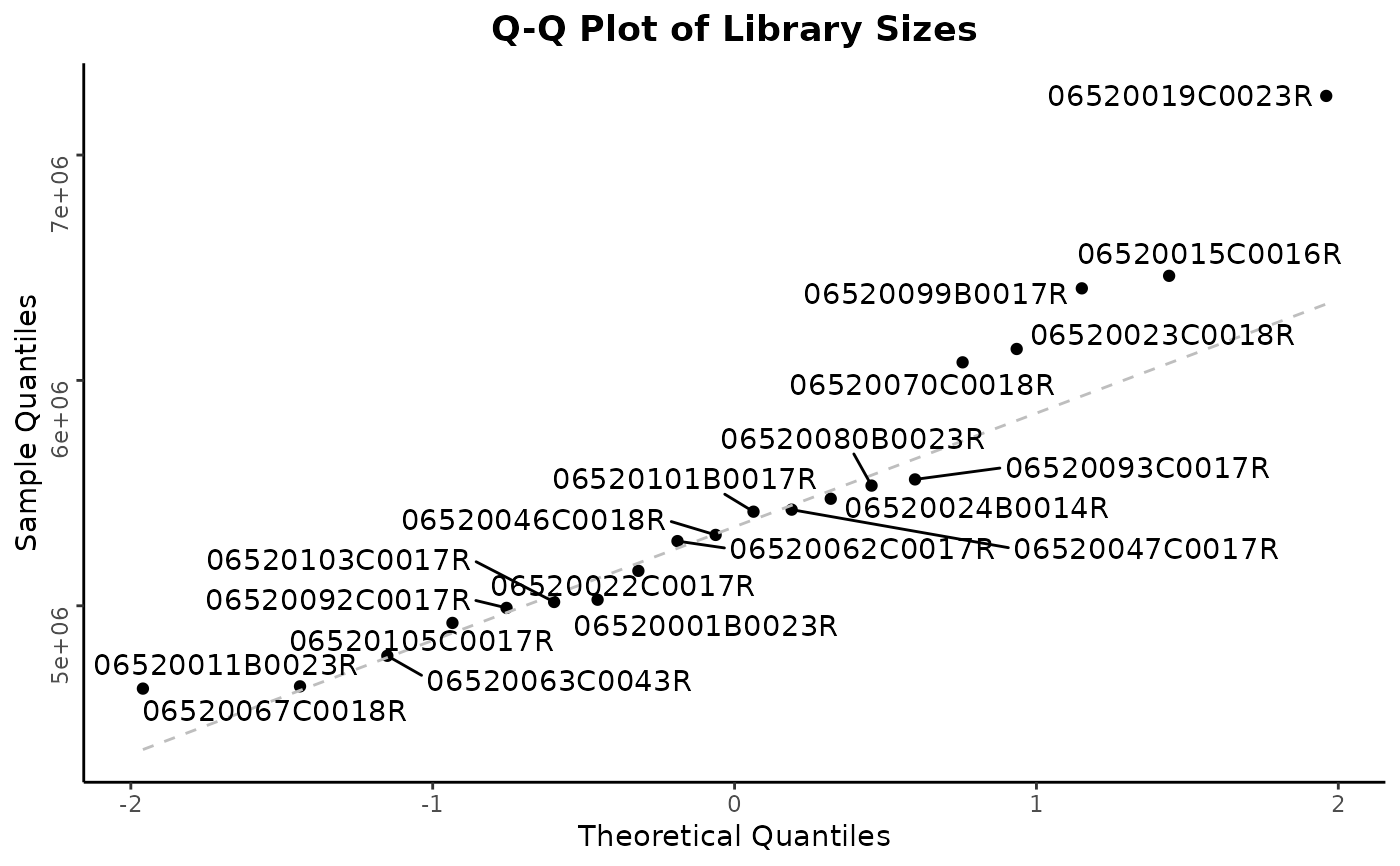 Q-Q Plot of Library Sizes
06520019C0023R
7e+06
06520015C0016R
06520099B0017R
06520023C0018R
06520070C0018R
6e+06
06520080B0023R
06520093C0017R
06520101B0017R
06520024B0014R
06520046C0018R
06520062C0017R
06520047C0017R
06520103C0017R
06520022C0017R
06520092C0017R
5e+06
06520001B0023R
06520105C0017R
06520011B0023R
06520063C0043R
06520067C0018R
Sample Quantiles
-2 -1 0 1 2
Theoretical Quantiles